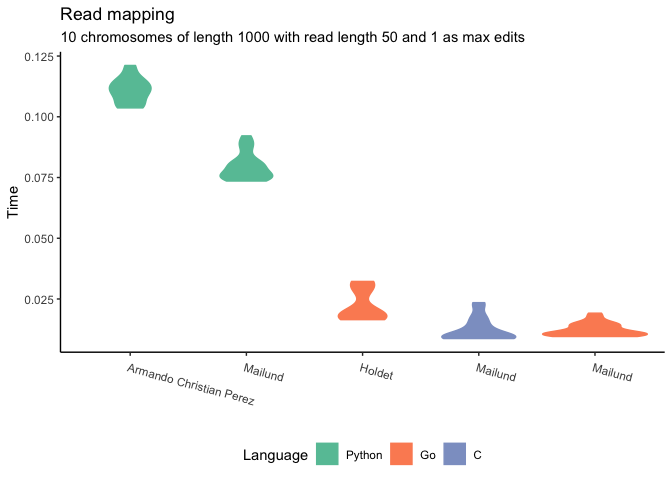 Read mapping
10 chromosomes of length 1000 with read length 50 and 1 as max edits
0.125
0.100
0.075
0.050
0.025
Time
Armando Christian Perez
Mailund
Holdet
Mailund
Mailund
Language
Python
Go
C